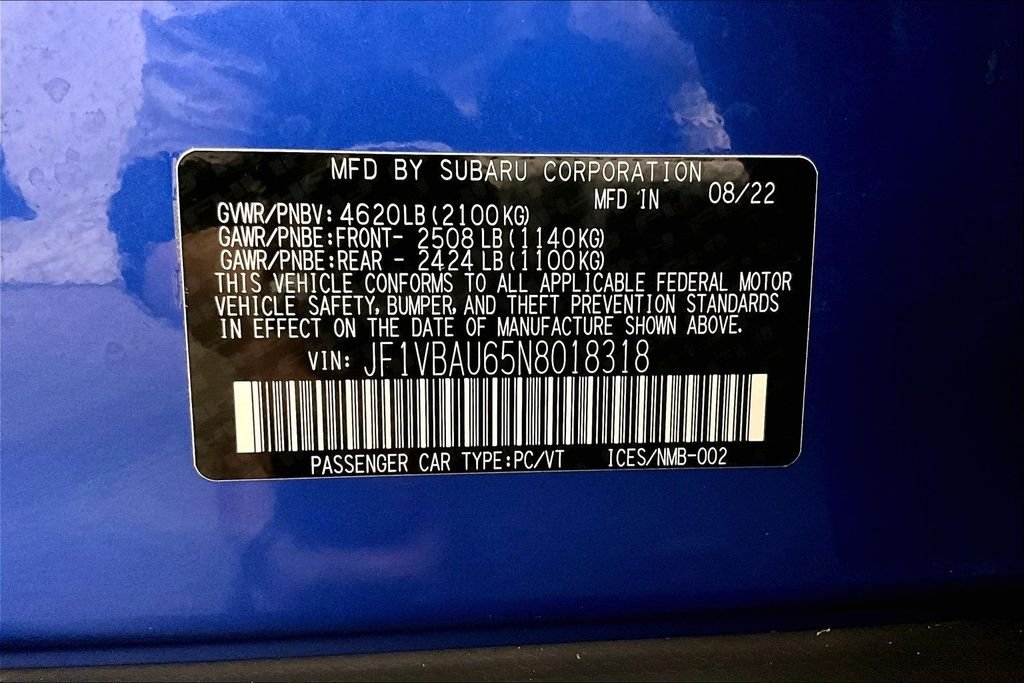 MFD BY SUBARU CORPORATION
MFD IN 08/22
GVWR/PNBV: 4620LB (2100KG)
GAWR/PNBE:FRONT- 2508 LB (1140KG)
GAWR/PNBE:REAR - 2424 LB (1100KG)
THIS VEHICLE CONFORMS TO ALL APPLICABLE FEDERAL MOTOR
VEHICLE SAFETY, BUMPER, AND THEFT PREVENTION STANDARDS
IN EFFECT ON THE DATE OF MANUFACTURE SHOWN ABOVE.
VIN: JF1VBAU65N8018318
PASSENGER CAR TYPE:PC/VT ICES/NMB-002